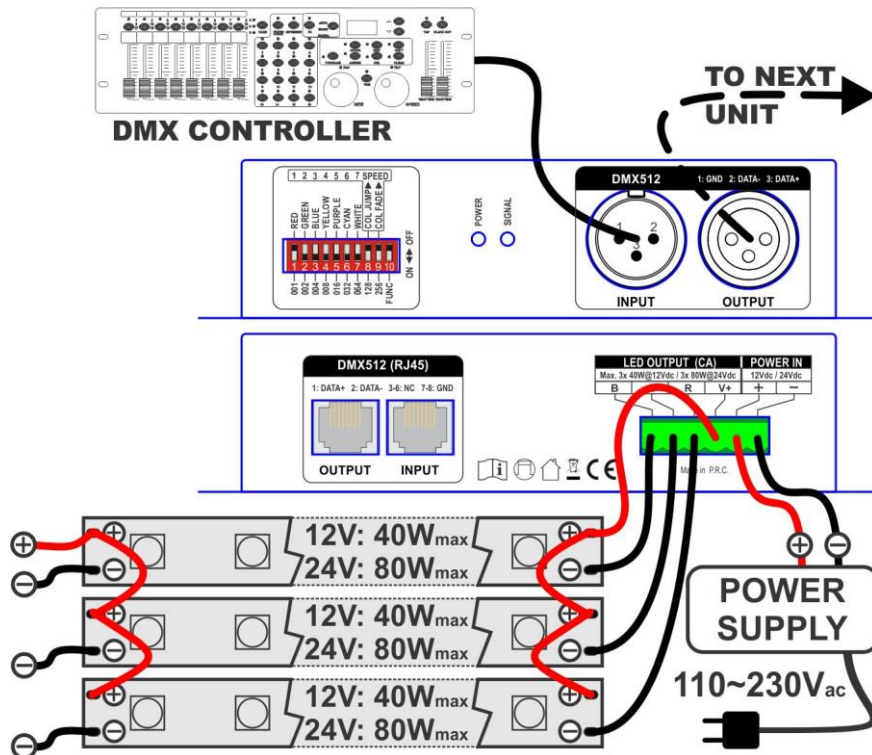 DMX CONTROLLER
TO NEXT
UNIT
1 2 3 4 5 6 7 SPEED
RED
GREEN
BLUE
YELLOW
PURPLE
CYAN
WHITE
COL JUMP
COL FADE
1 2 3 4 5 6 7 8 9 10
ON OFF
001
002
004
008
016
032
064
128
256
FUNC
POWER
SIGNAL
DMX512 1: GND 2: DATA- 3: DATA+
1 2
3
INPUT OUTPUT
DMX512 (RJ45)
1: DATA+ 2: DATA- 3-6: NC 7-8: GND
OUTPUT INPUT
LED OUTPUT (CA) POWER IN
Max. 3x 40W@12Vdc / 3x 80W@24Vdc 12Vdc / 24Vdc
B R V+ + −
i CE
P.R.C.
+ + 12V: 40Wmax +
− − 24V: 80Wmax −
+ 12V: 40Wmax +
− − 24V: 80Wmax −
+ 12V: 40Wmax +
− − 24V: 80Wmax −
+ −
POWER
SUPPLY
110~230Vac